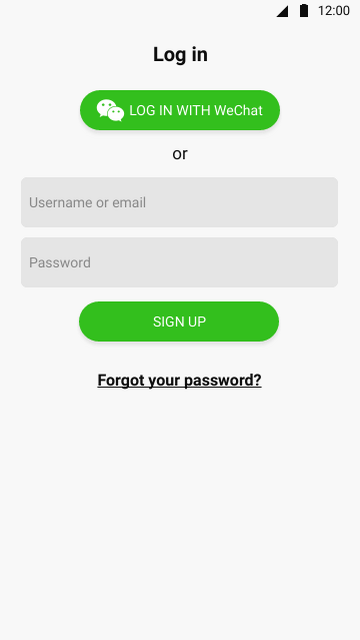 12:00
Log in
LOG IN WITH WeChat
or
Username or email
Password
SIGN UP
Forgot your password?